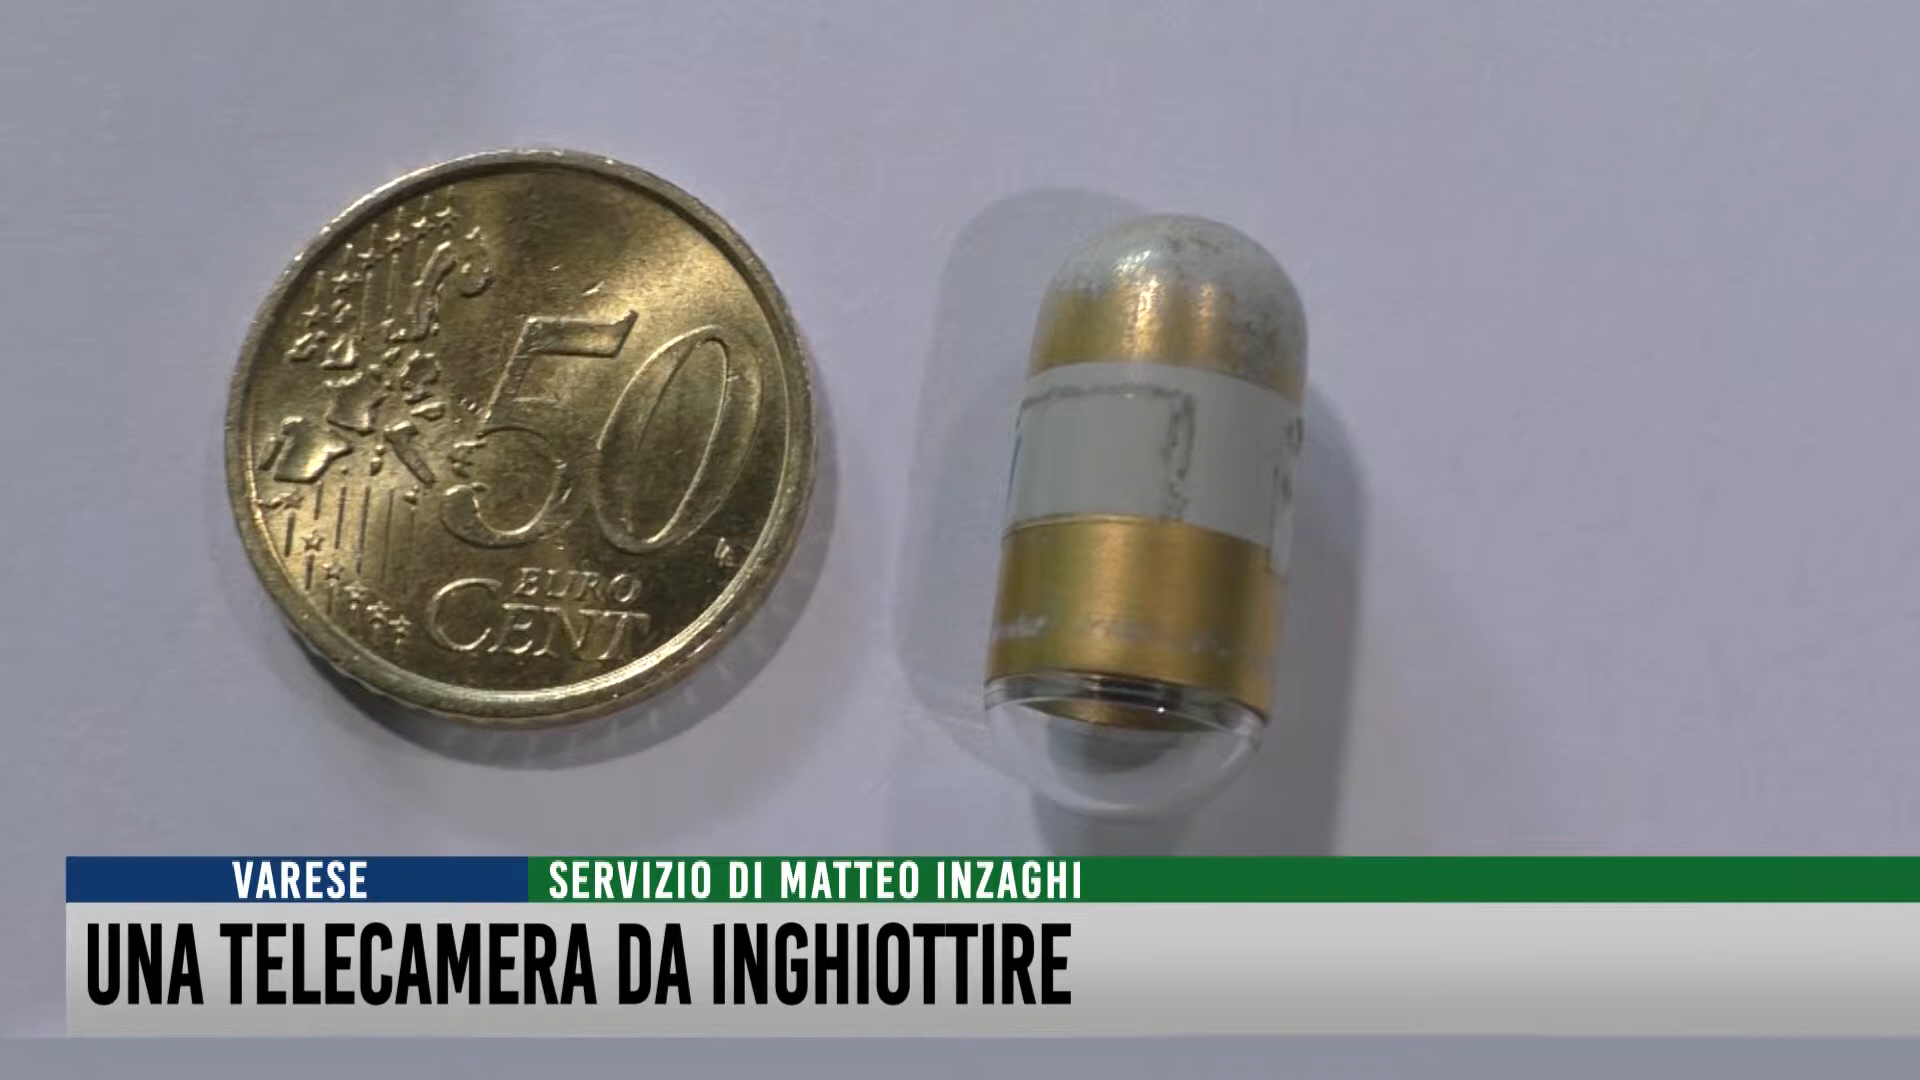 50
EURO
CENT
VARESE
SERVIZIO DI MATTEO INZAGHI
UNA TELECAMERA DA INGHIOTTIRE